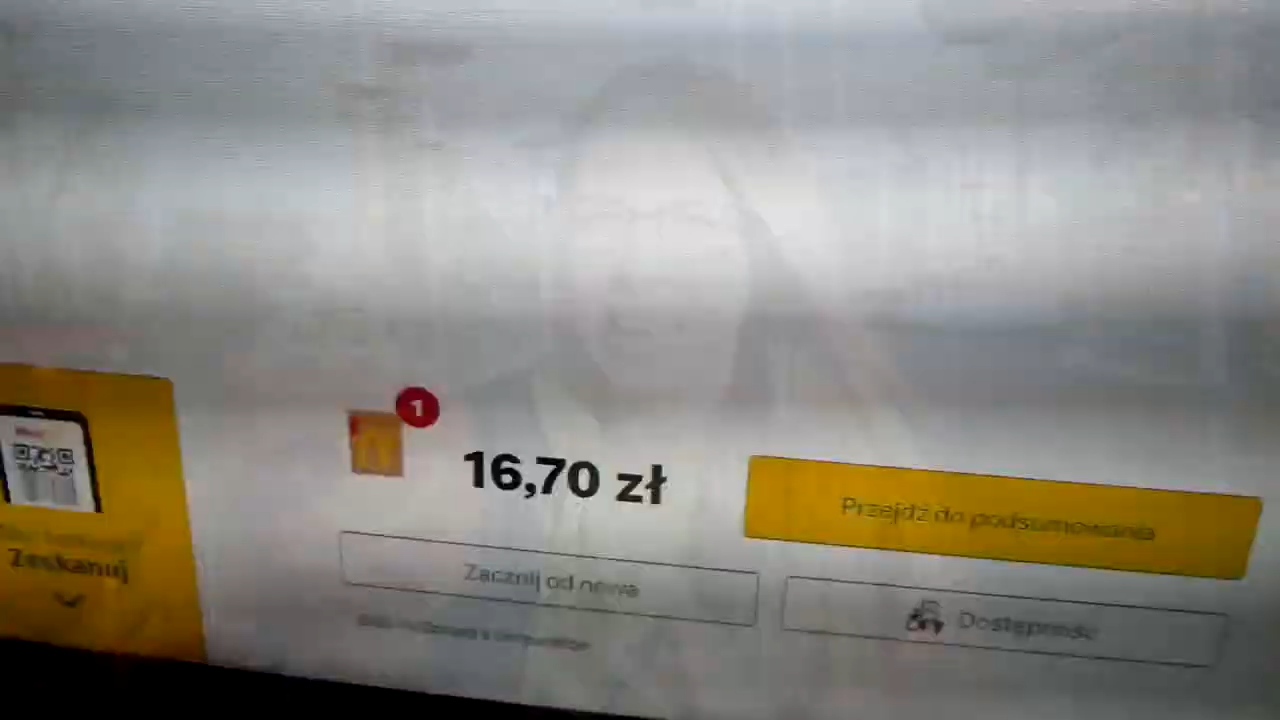 1
16,70 zł
Przejdź do podsumowania
Zeskanuj
Zacznij od nowa
Dostępność